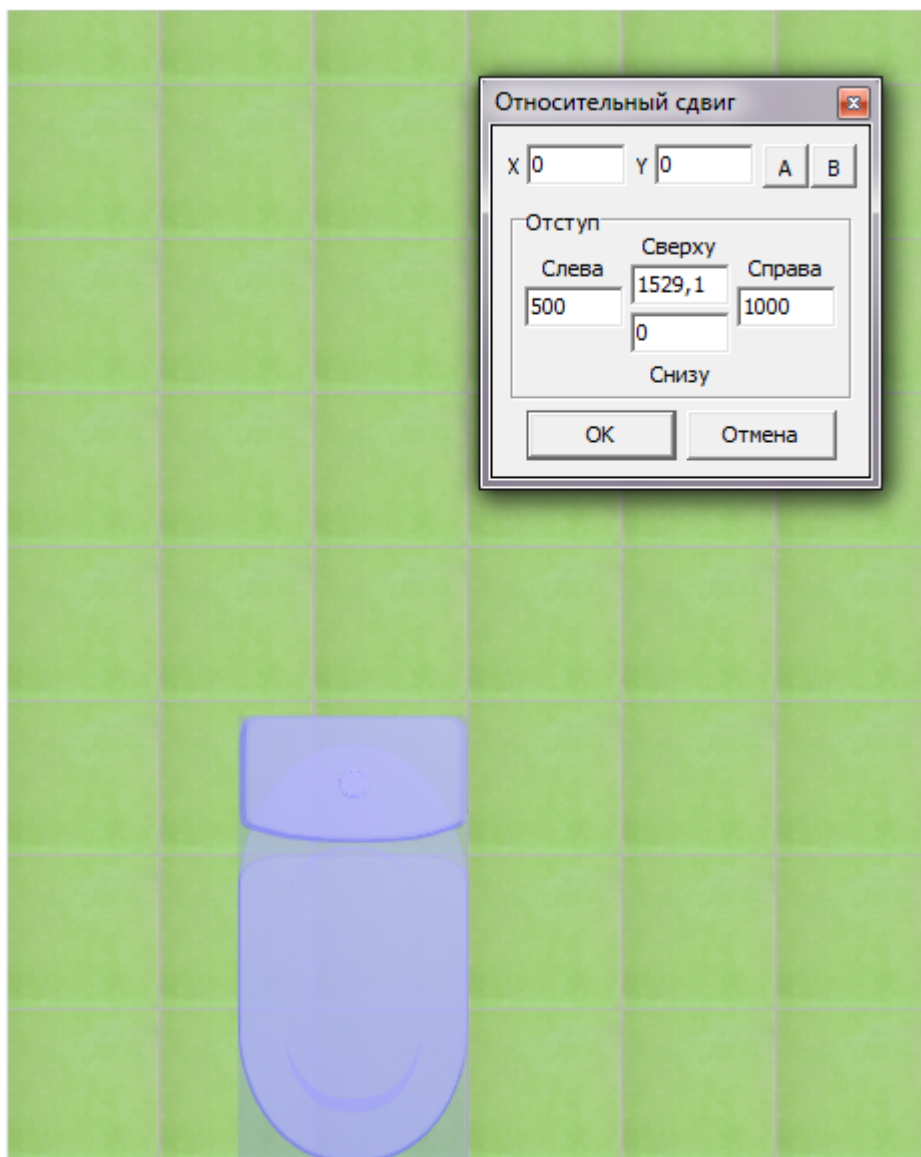 Относительный сдвиг
X 0 Y 0 A B
Отступ
Сверху
Слева 1529,1 Справа
500 0 1000
Снизу
OK Отмена